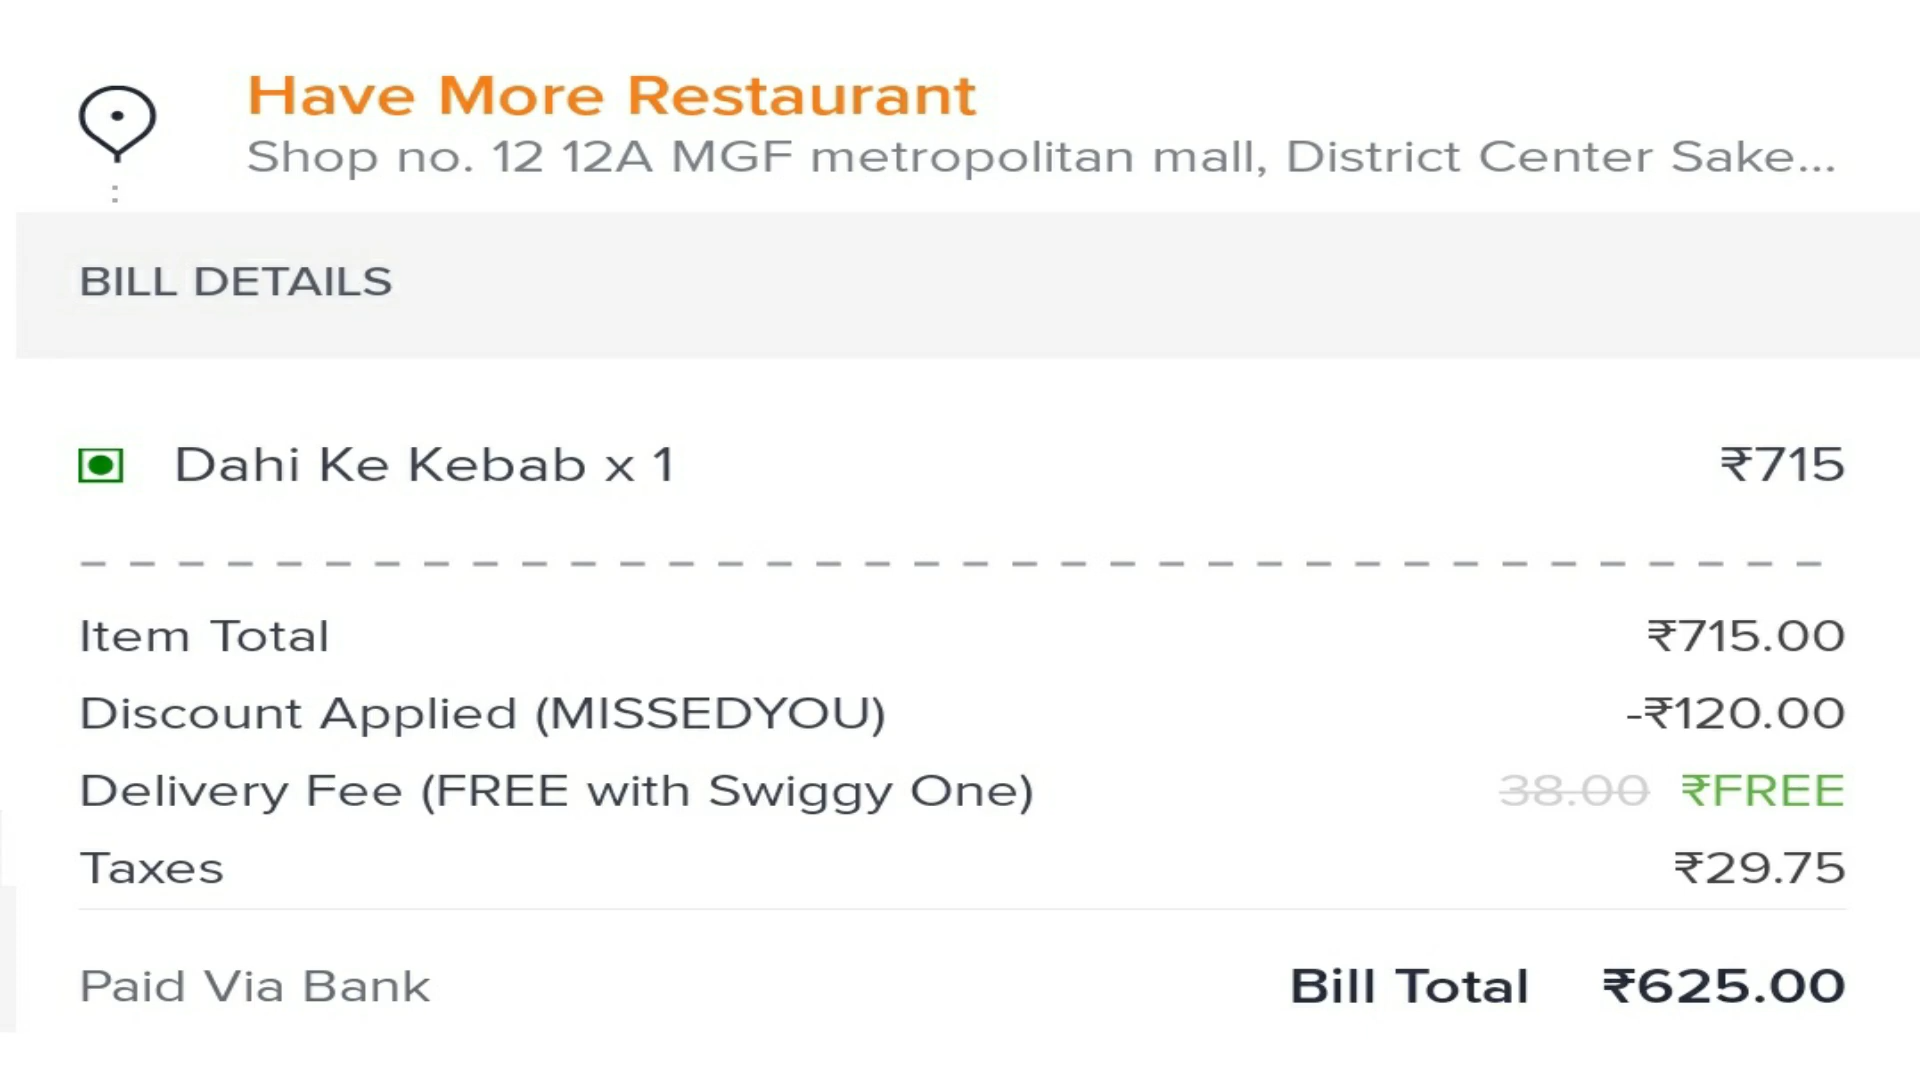 Have More Restaurant
Shop no. 12 12A MGF metropolitan mall, District Center Sake...
BILL DETAILS
Dahi Ke Kebab x 1 ₹715
Item Total ₹715.00
Discount Applied (MISSEDYOU) -₹120.00
Delivery Fee (FREE with Swiggy One) 38.00 ₹FREE
Taxes ₹29.75
Paid Via Bank Bill Total ₹625.00